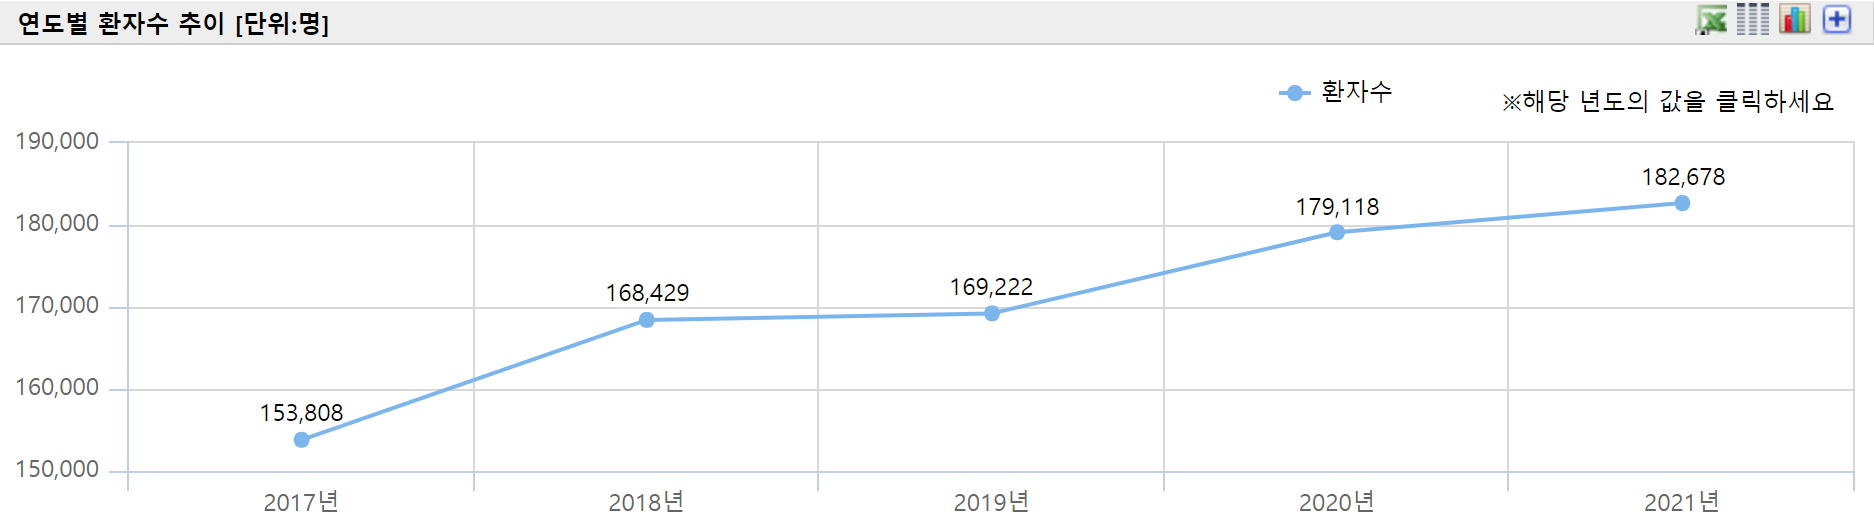 연도별 환자수 추이 [단위:명]
환자수
※해당 년도의 값을 클릭하세요
190,000
180,000
170,000
160,000
150,000
153,808
168,429
169,222
179,118
182,678
2017년
2018년
2019년
2020년
2021년